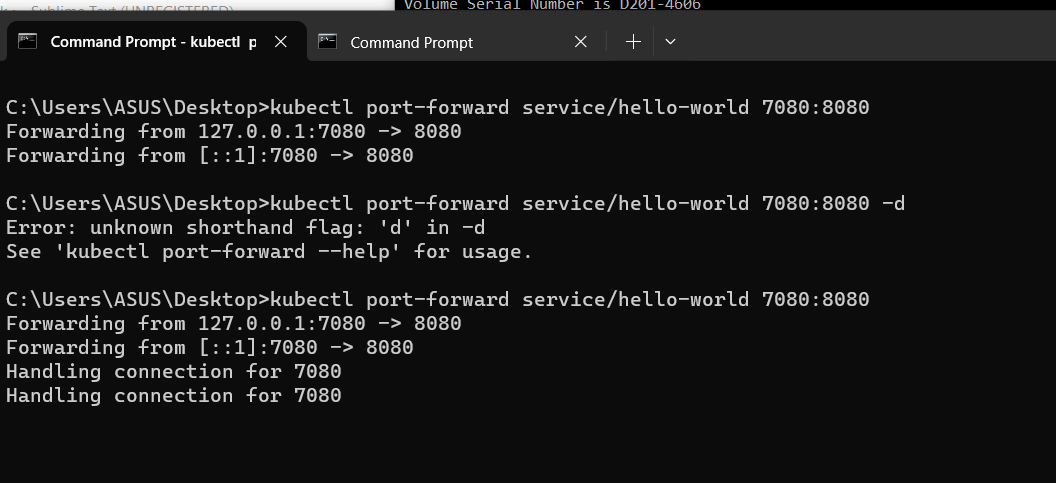 Sublime Text (UNREGISTERED)
Volume Serial Number is D201-4606
Command Prompt - kubectl p
Command Prompt
C:\Users\ASUS\Desktop>kubectl port-forward service/hello-world 7080:8080
Forwarding from 127.0.0.1:7080 -> 8080
Forwarding from [::1]:7080 -> 8080
C:\Users\ASUS\Desktop>kubectl port-forward service/hello-world 7080:8080 -d
Error: unknown shorthand flag: 'd' in -d
See 'kubectl port-forward --help' for usage.
C:\Users\ASUS\Desktop>kubectl port-forward service/hello-world 7080:8080
Forwarding from 127.0.0.1:7080 -> 8080
Forwarding from [::1]:7080 -> 8080
Handling connection for 7080
Handling connection for 7080